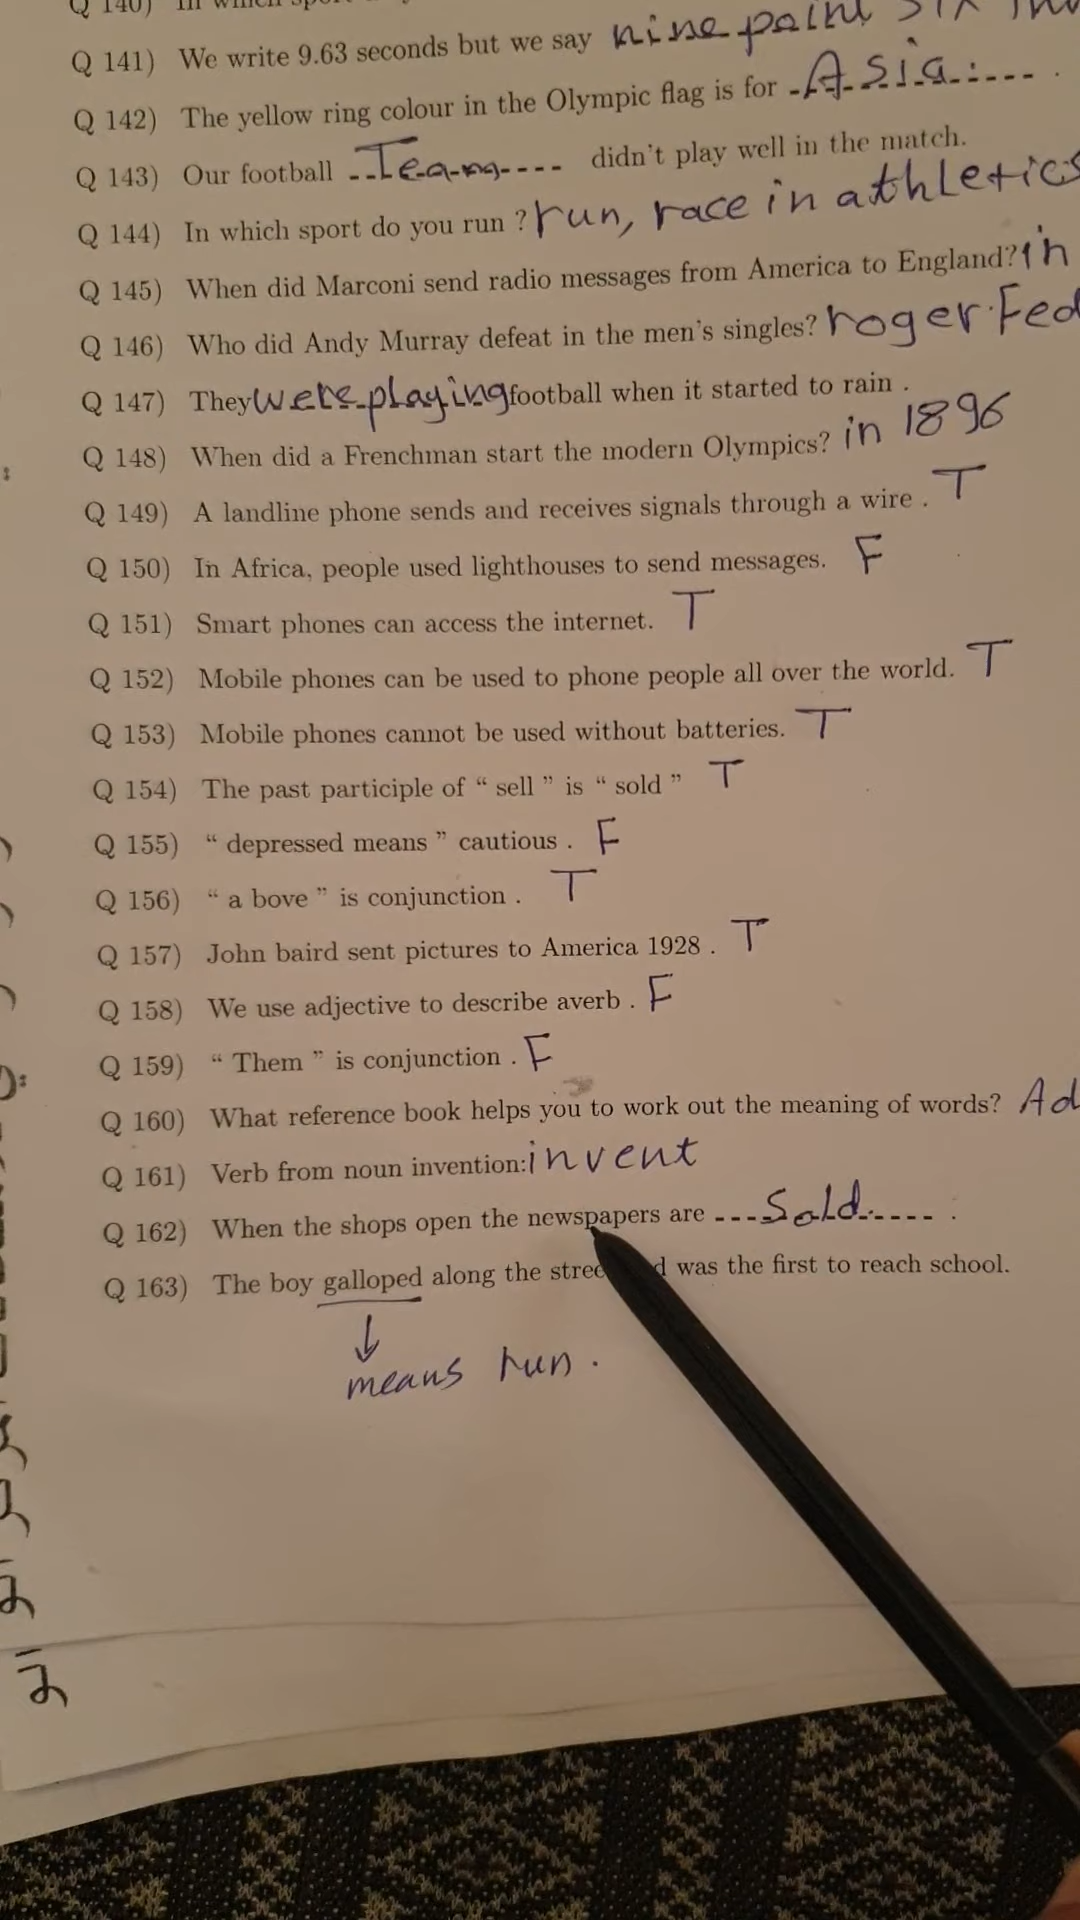 Q 140) In which
Q 141) We write 9.63 seconds but we say nine point six
Q 142) The yellow ring colour in the Olympic flag is for Asia .
Q 143) Our football Team didn't play well in the match.
Q 144) In which sport do you run ? run, race in athletics
Q 145) When did Marconi send radio messages from America to England? in
Q 146) Who did Andy Murray defeat in the men's singles? roger Fed
Q 147) They were playing football when it started to rain .
Q 148) When did a Frenchman start the modern Olympics? in 1896
Q 149) A landline phone sends and receives signals through a wire . T
Q 150) In Africa, people used lighthouses to send messages. F
Q 151) Smart phones can access the internet. T
Q 152) Mobile phones can be used to phone people all over the world. T
Q 153) Mobile phones cannot be used without batteries. T
Q 154) The past participle of " sell " is " sold " T
Q 155) " depressed means " cautious . F
Q 156) " a bove " is conjunction . T
Q 157) John baird sent pictures to America 1928 . T
Q 158) We use adjective to describe averb . F
Q 159) " Them " is conjunction . F
Q 160) What reference book helps you to work out the meaning of words? Ad
Q 161) Verb from noun invention: invent
Q 162) When the shops open the newspapers are Sold .
Q 163) The boy galloped along the stree d was the first to reach school.
means run .